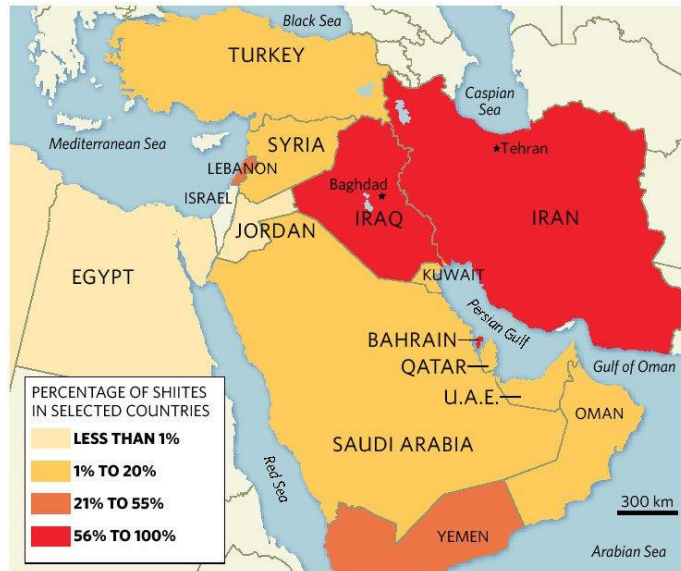 Black Sea
TURKEY
Caspian
Sea
Tehran
Mediterranean Sea
SYRIA
LEBANON
Baghdad
ISRAEL
IRAQ
IRAN
JORDAN
EGYPT
KUWAIT
Persian Gulf
BAHRAIN
QATAR
Gulf of Oman
U.A.E.
OMAN
SAUDI ARABIA
Red Sea
YEMEN
300 km
Arabian Sea
PERCENTAGE OF SHIITES
IN SELECTED COUNTRIES
LESS THAN 1%
1% TO 20%
21% TO 55%
56% TO 100%